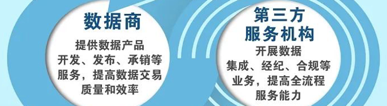 数据商
提供数据产品
开发、发布、承销等
服务，提高数据交易
质量和效率
第三方
服务机构
开展数据
集成、经纪、合规等
业务，提高全流程
服务能力